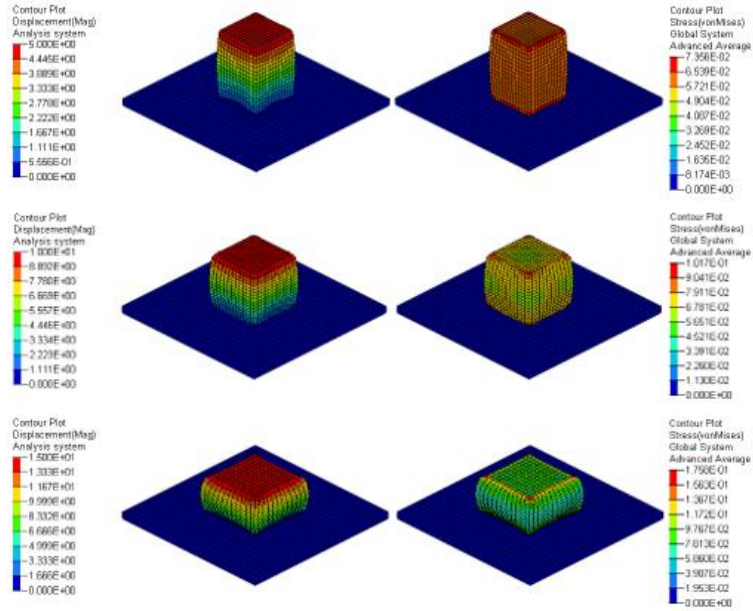 Contour Plot
Displacement(Mag)
Analysis system
5.000E+00
4.445E+00
3.889E+00
3.333E+00
2.778E+00
2.222E+00
1.667E+00
1.111E+00
5.556E-01
0.000E+00
Contour Plot
Stress(vonMises)
Global System
Advanced Average
7.356E-02
6.539E-02
5.721E-02
4.904E-02
4.087E-02
3.269E-02
2.452E-02
1.635E-02
8.174E-03
0.000E+00
Contour Plot
Displacement(Mag)
Analysis system
1.000E+01
8.892E+00
7.780E+00
6.669E+00
5.557E+00
4.446E+00
3.334E+00
2.223E+00
1.111E+00
0.000E+00
Contour Plot
Stress(vonMises)
Global System
Advanced Average
1.017E-01
9.041E-02
7.911E-02
6.781E-02
5.651E-02
4.521E-02
3.391E-02
2.260E-02
1.130E-02
0.000E+00
Contour Plot
Displacement(Mag)
Analysis system
1.500E+01
1.333E+01
1.167E+01
9.999E+00
8.332E+00
6.666E+00
4.999E+00
3.333E+00
1.666E+00
0.000E+00
Contour Plot
Stress(vonMises)
Global System
Advanced Average
1.758E-01
1.563E-01
1.367E-01
1.172E-01
9.767E-02
7.813E-02
5.860E-02
3.907E-02
1.953E-02
0.000E+00